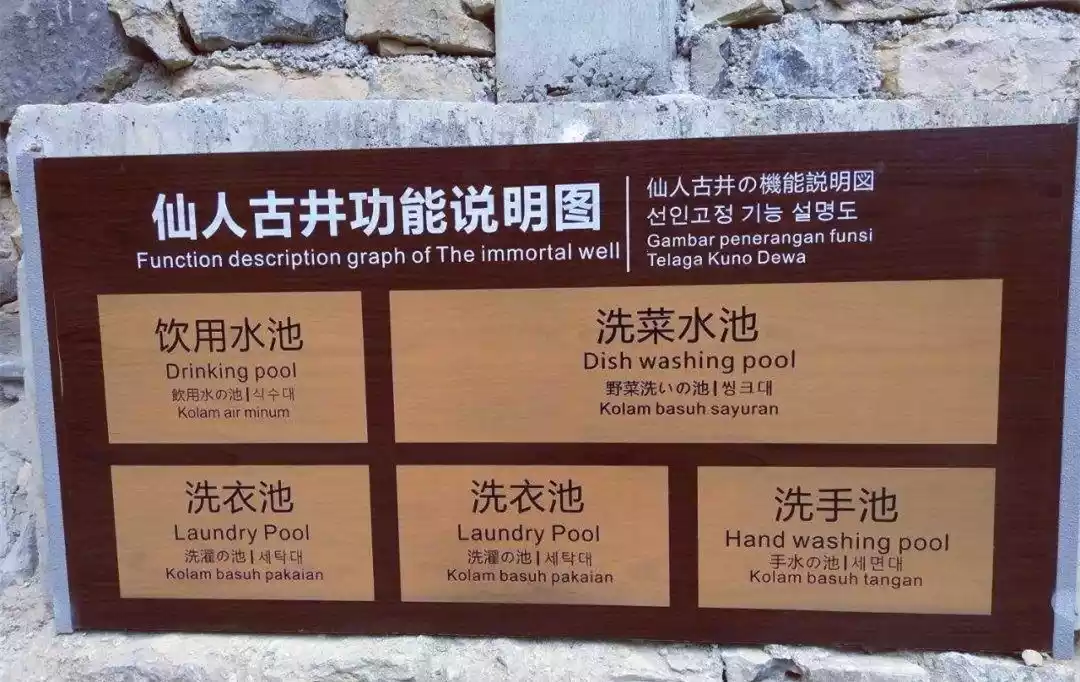 仙人古井功能说明图
Function description graph of The immortal well
仙人古井の機能説明図
선인고정 기능 설명도
Gambar penerangan funsi
Telaga Kuno Dewa
饮用水池
Drinking pool
飲用水の池|식수대
Kolam air minum
洗菜水池
Dish washing pool
野菜洗いの池|씽크대
Kolam basuh sayuran
洗衣池
Laundry Pool
洗濯の池|세탁대
Kolam basuh pakaian
洗衣池
Laundry Pool
洗濯の池|세탁대
Kolam basuh pakaian
洗手池
Hand washing pool
手水の池|세면대
Kolam basuh tangan